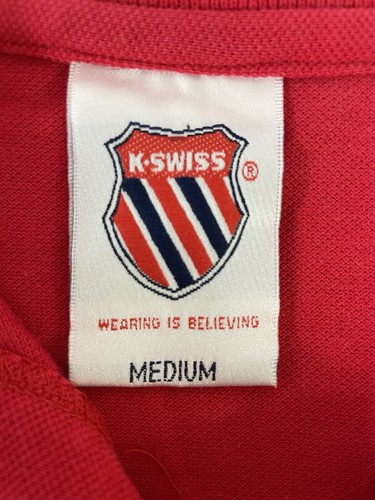 K·SWISS
®
WEARING IS BELIEVING
MEDIUM